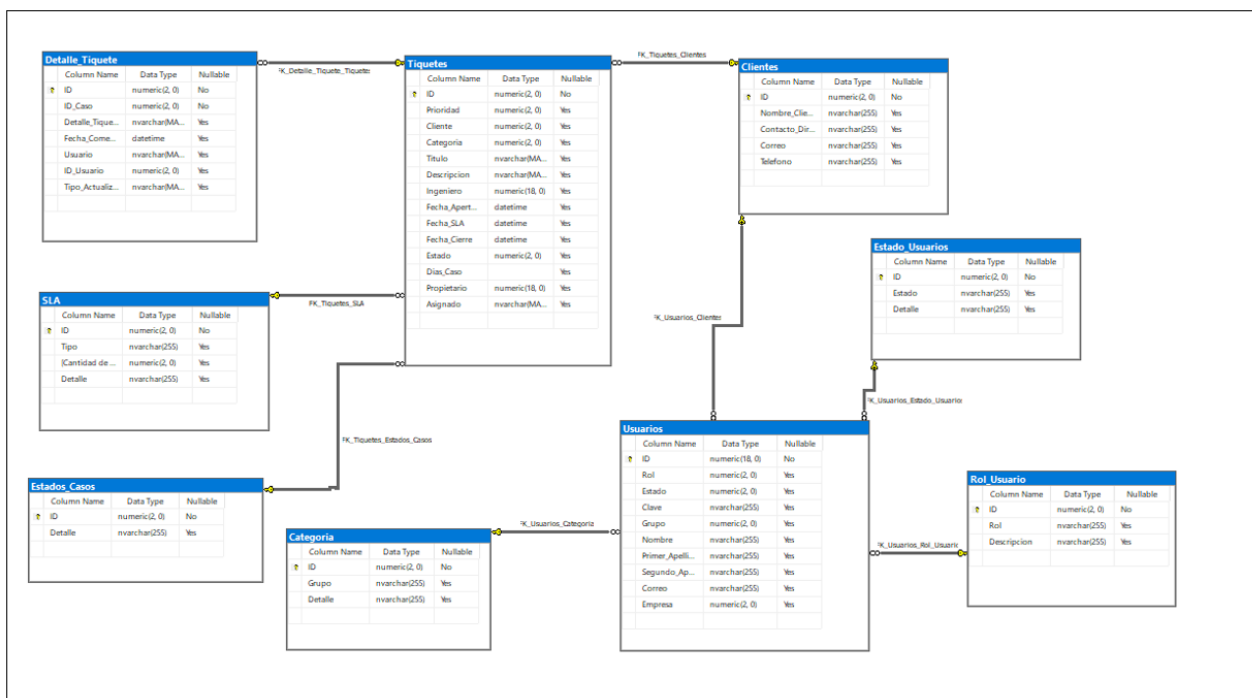 Detalle_Tiquete
Column Name Data Type Nullable
ID numeric(2, 0) No
ID_Caso numeric(2, 0) No
Detalle_Tique... nvarchar(MA... Yes
Fecha_Come... datetime Yes
Usuario nvarchar(MA... Yes
ID_Usuario numeric(2, 0) Yes
Tipo_Actualiz... nvarchar(MA... Yes
FK_Detalle_Tiquete_Tiquetes
Tiquetes
Column Name Data Type Nullable
ID numeric(2, 0) No
Prioridad numeric(2, 0) Yes
Cliente numeric(2, 0) Yes
Categoria numeric(2, 0) Yes
Titulo nvarchar(MA... Yes
Descripcion nvarchar(MA... Yes
Ingeniero numeric(18, 0) Yes
Fecha_Apert... datetime Yes
Fecha_SLA datetime Yes
Fecha_Cierre datetime Yes
Estado numeric(2, 0) Yes
Dias_Caso Yes
Propietario numeric(18, 0) Yes
Asignado nvarchar(MA... Yes
FK_Tiquetes_Clientes
Clientes
Column Name Data Type Nullable
ID numeric(2, 0) No
Nombre_Clie... nvarchar(255) Yes
Contacto_Dir... nvarchar(255) Yes
Correo nvarchar(255) Yes
Telefono nvarchar(255) Yes
Estado_Usuarios
Column Name Data Type Nullable
ID numeric(2, 0) No
Estado nvarchar(255) Yes
Detalle nvarchar(255) Yes
SLA
Column Name Data Type Nullable
ID numeric(2, 0) No
Tipo nvarchar(255) Yes
[Cantidad de ... numeric(2, 0) Yes
Detalle nvarchar(255) Yes
FK_Tiquetes_SLA
FK_Usuarios_Clientes
FK_Usuarios_Estado_Usuarios
FK_Tiquetes_Estados_Casos
Estados_Casos
Column Name Data Type Nullable
ID numeric(2, 0) No
Detalle nvarchar(255) Yes
Categoria
Column Name Data Type Nullable
ID numeric(2, 0) No
Grupo nvarchar(255) Yes
Detalle nvarchar(255) Yes
FK_Usuarios_Categoria
Usuarios
Column Name Data Type Nullable
ID numeric(18, 0) No
Rol numeric(2, 0) Yes
Estado numeric(2, 0) Yes
Clave nvarchar(255) Yes
Grupo numeric(2, 0) Yes
Nombre nvarchar(255) Yes
Primer_Apelli... nvarchar(255) Yes
Segundo_Ap... nvarchar(255) Yes
Correo nvarchar(255) Yes
Empresa numeric(2, 0) Yes
FK_Usuarios_Rol_Usuario
Rol_Usuario
Column Name Data Type Nullable
ID numeric(2, 0) No
Rol nvarchar(255) Yes
Descripcion nvarchar(255) Yes